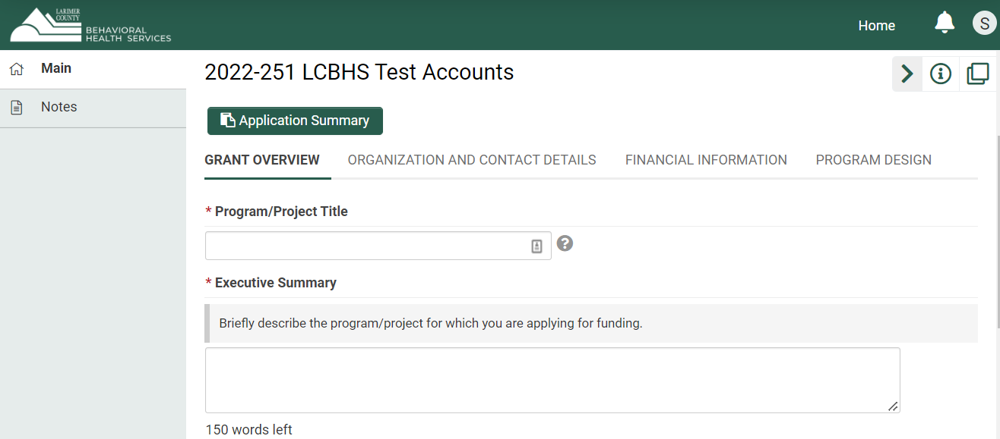 LARIMER
COUNTY
BEHAVIORAL
HEALTH SERVICES
Home
S
Main
Notes
2022-251 LCBHS Test Accounts
Application Summary
GRANT OVERVIEW ORGANIZATION AND CONTACT DETAILS FINANCIAL INFORMATION PROGRAM DESIGN
* Program/Project Title
?
* Executive Summary
Briefly describe the program/project for which you are applying for funding.
150 words left